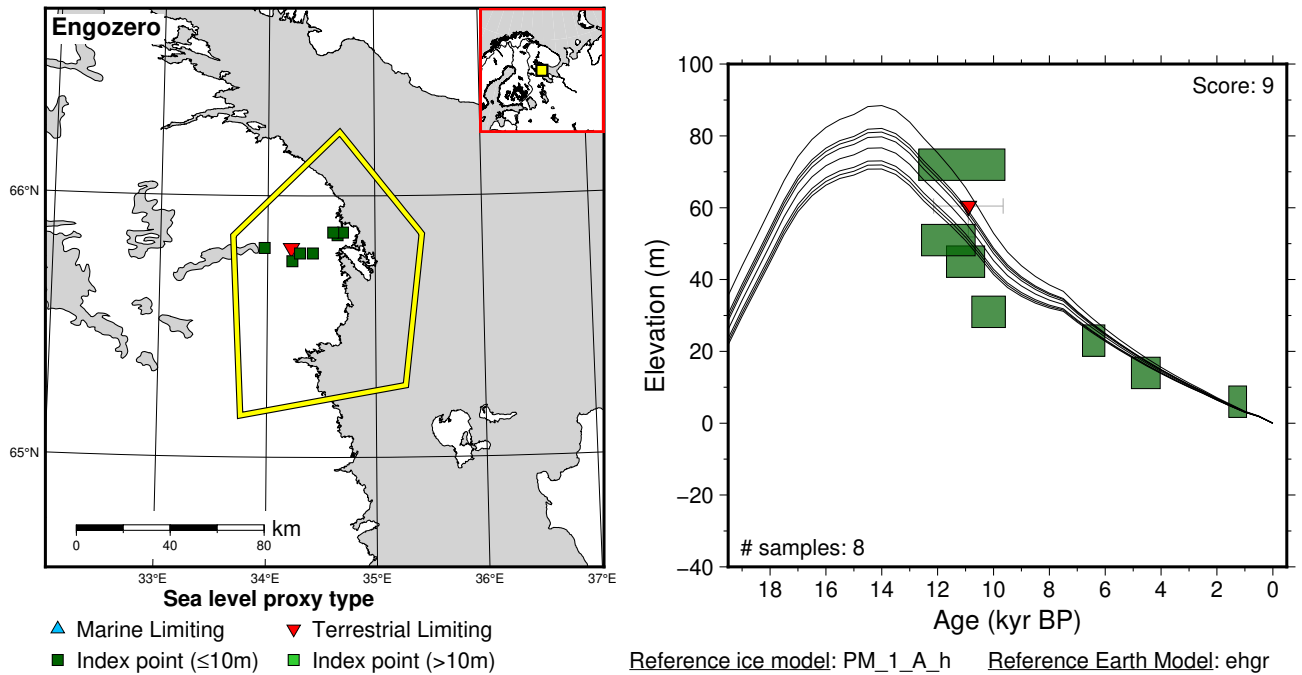 Engozero
66°N
65°N
km
0 40 80
33°E 34°E 35°E 36°E 37°E
Sea level proxy type
Marine Limiting
Terrestrial Limiting
Index point (≤10m)
Index point (>10m)
Score: 9
100
80
60
40
20
0
−20
−40
Elevation (m)
# samples: 8
18 16 14 12 10 8 6 4 2 0
Age (kyr BP)
Reference ice model: PM_1_A_h
Reference Earth Model: ehgr